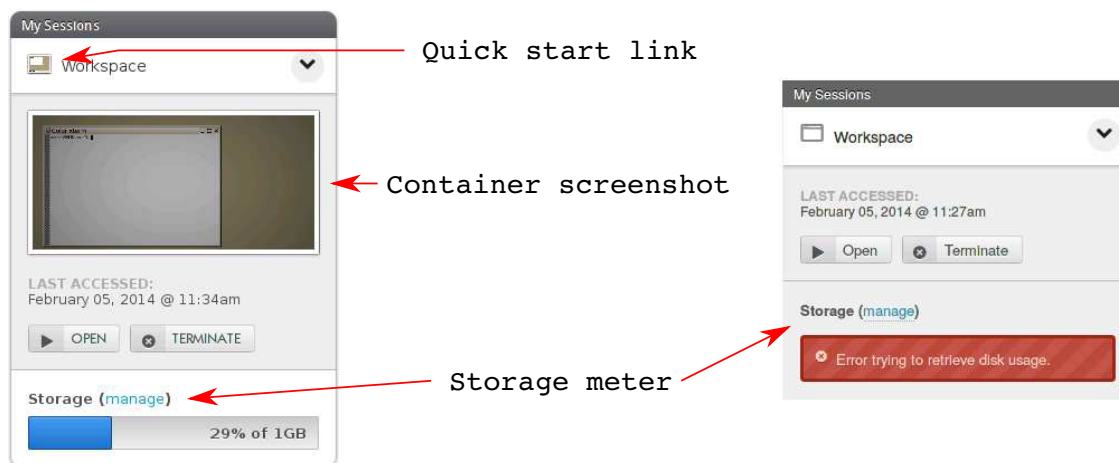 My Sessions
Workspace
LAST ACCESSED:
February 05, 2014 @ 11:34am
OPEN
TERMINATE
Storage (manage)
29% of 1GB
Quick start link
Container screenshot
Storage meter
My Sessions
Workspace
LAST ACCESSED:
February 05, 2014 @ 11:27am
Open
Terminate
Storage (manage)
Error trying to retrieve disk usage.